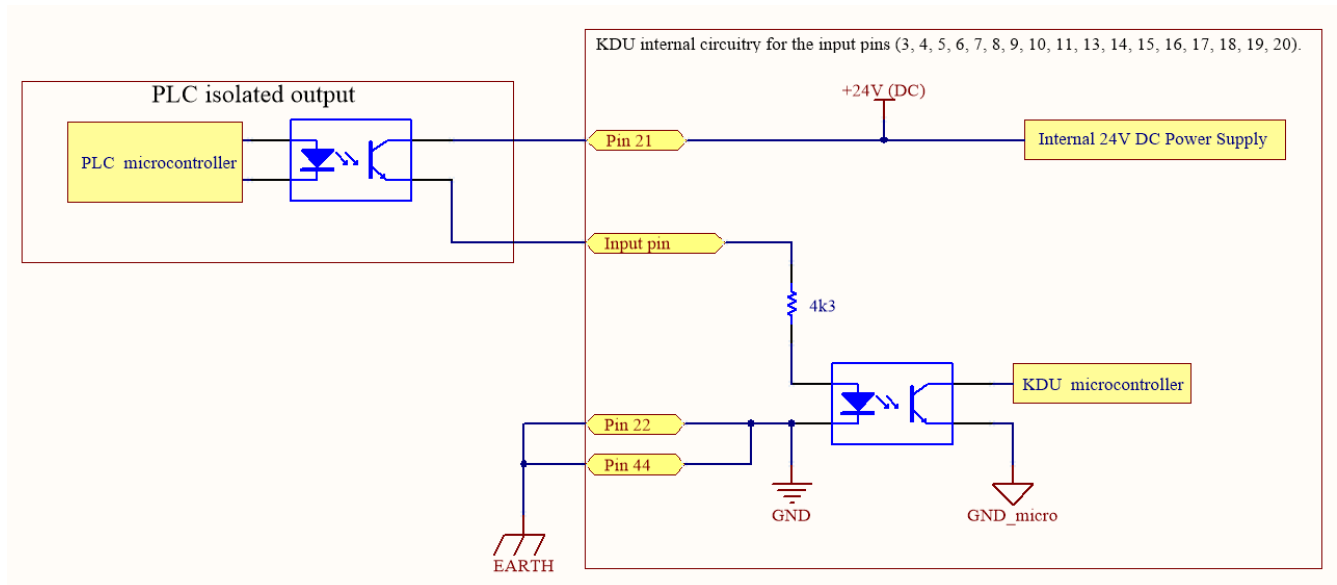 KDU internal circuitry for the input pins (3, 4, 5, 6, 7, 8, 9, 10, 11, 13, 14, 15, 16, 17, 18, 19, 20).
PLC isolated output
+24V (DC)
PLC microcontroller
Pin 21
Internal 24V DC Power Supply
Input pin
4k3
KDU microcontroller
Pin 22
Pin 44
GND
GND_micro
EARTH